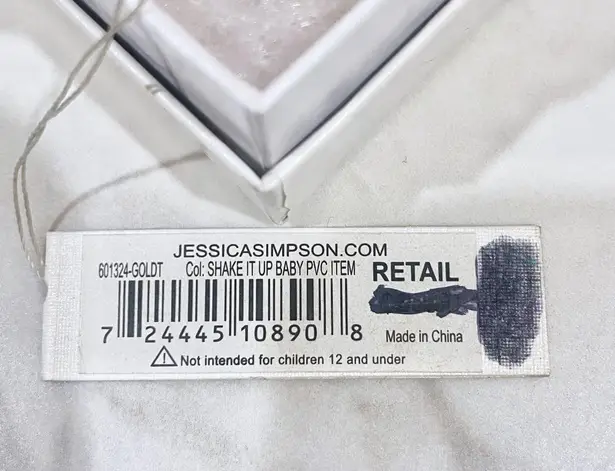 JESSICASIMPSON.COM
601324-GOLDT Col: SHAKE IT UP BABY PVC ITEM RETAIL
7 24445 10890 8 Made in China
Not intended for children 12 and under